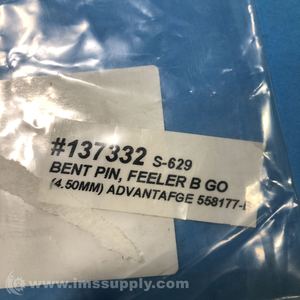 #137332 S-629
BENT PIN, FEELER B GO
(4.50MM) ADVANTAFGE 558177-
www.imssupply.com